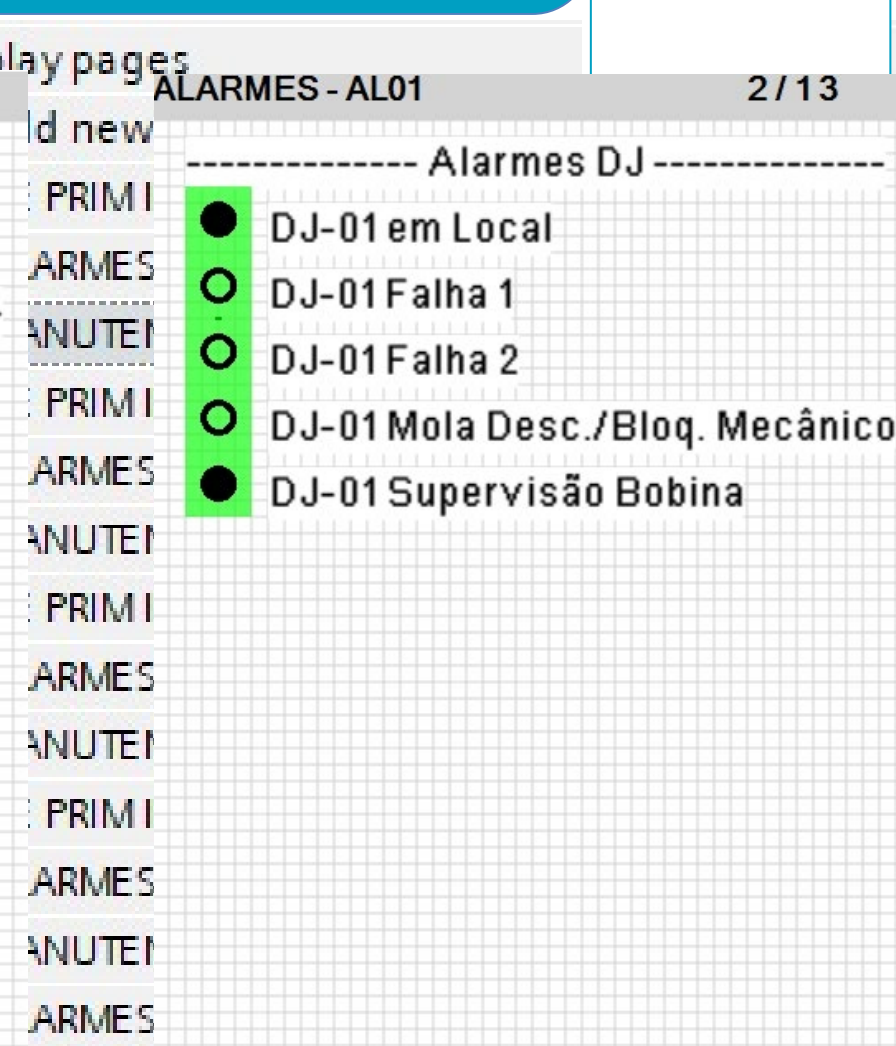 play pages
ALARMES - AL01 2 / 13
-------------- Alarmes DJ --------------
DJ-01 em Local
DJ-01 Falha 1
DJ-01 Falha 2
DJ-01 Mola Desc./Bloq. Mecânico
DJ-01 Supervisão Bobina
d new
PRIM I
ARMES
ANUTEN
PRIM I
ARMES
ANUTEN
PRIM I
ARMES
ANUTEN
PRIM I
ARMES
ANUTEN
ARMES